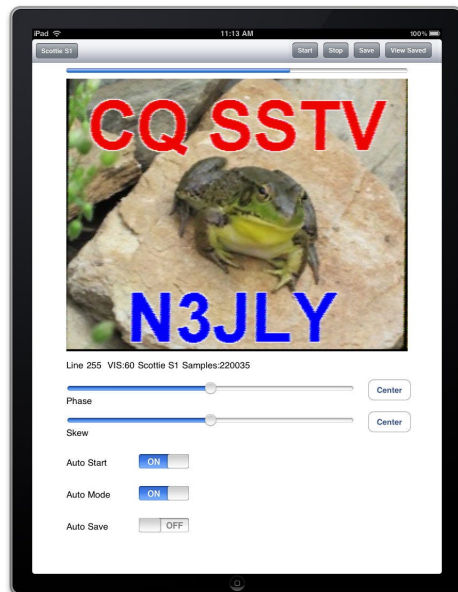 iPad 11:13 AM 100%
Scottie S1 Start Stop Save View Saved
CQ SSTV
N3JLY
Line 255 VIS:60 Scottie S1 Samples:220035
Center
Phase
Center
Skew
Auto Start ON
Auto Mode ON
Auto Save OFF